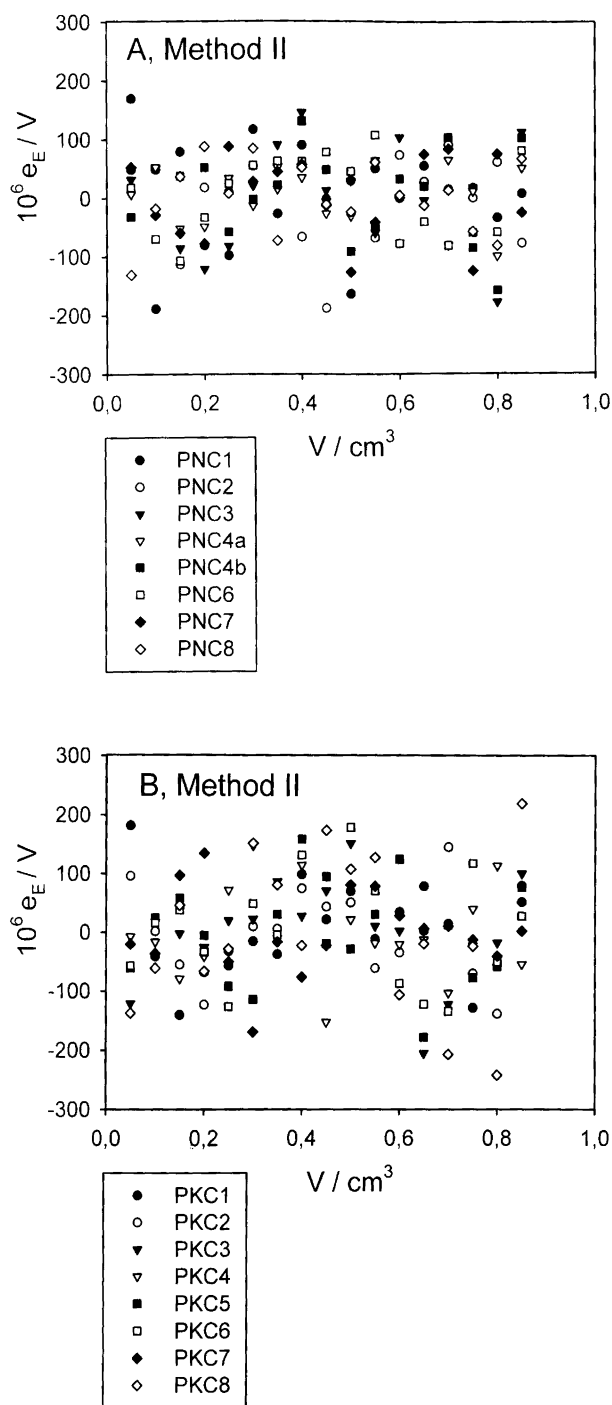 A, Method II
300
200
100
0
-100
-200
-300
10⁶ e_E / V
0,0 0,2 0,4 0,6 0,8 1,0
V / cm³
PNC1
PNC2
PNC3
PNC4a
PNC4b
PNC6
PNC7
PNC8
B, Method II
300
200
100
0
-100
-200
-300
10⁶ e_E / V
0,0 0,2 0,4 0,6 0,8 1,0
V / cm³
PKC1
PKC2
PKC3
PKC4
PKC5
PKC6
PKC7
PKC8